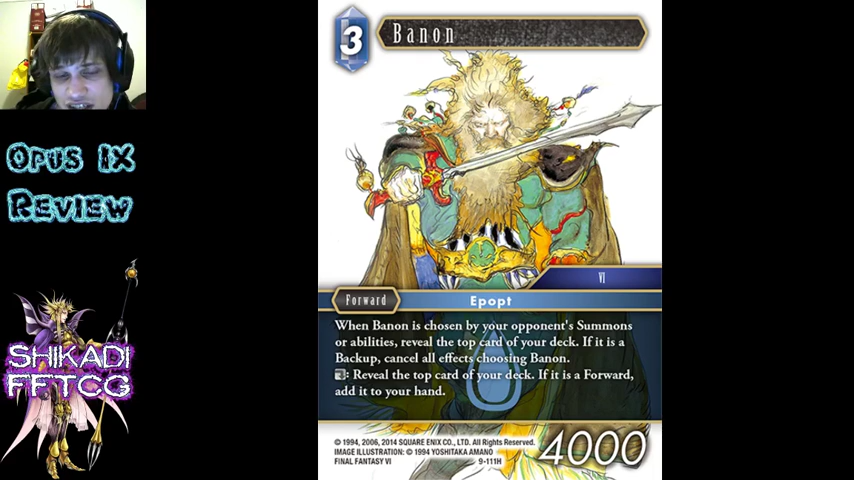 3
Banon
Opus IX
Review
VI
Forward
Epopt
When Banon is chosen by your opponent's Summons
or abilities, reveal the top card of your deck. If it is a
Backup, cancel all effects choosing Banon.
: Reveal the top card of your deck. If it is a Forward,
add it to your hand.
SHIKADI
FFTCG
© 1994, 2006, 2014 SQUARE ENIX CO., LTD. All Rights Reserved.
IMAGE ILLUSTRATION: © 1994 YOSHITAKA AMANO
FINAL FANTASY VI
9-111H
4000